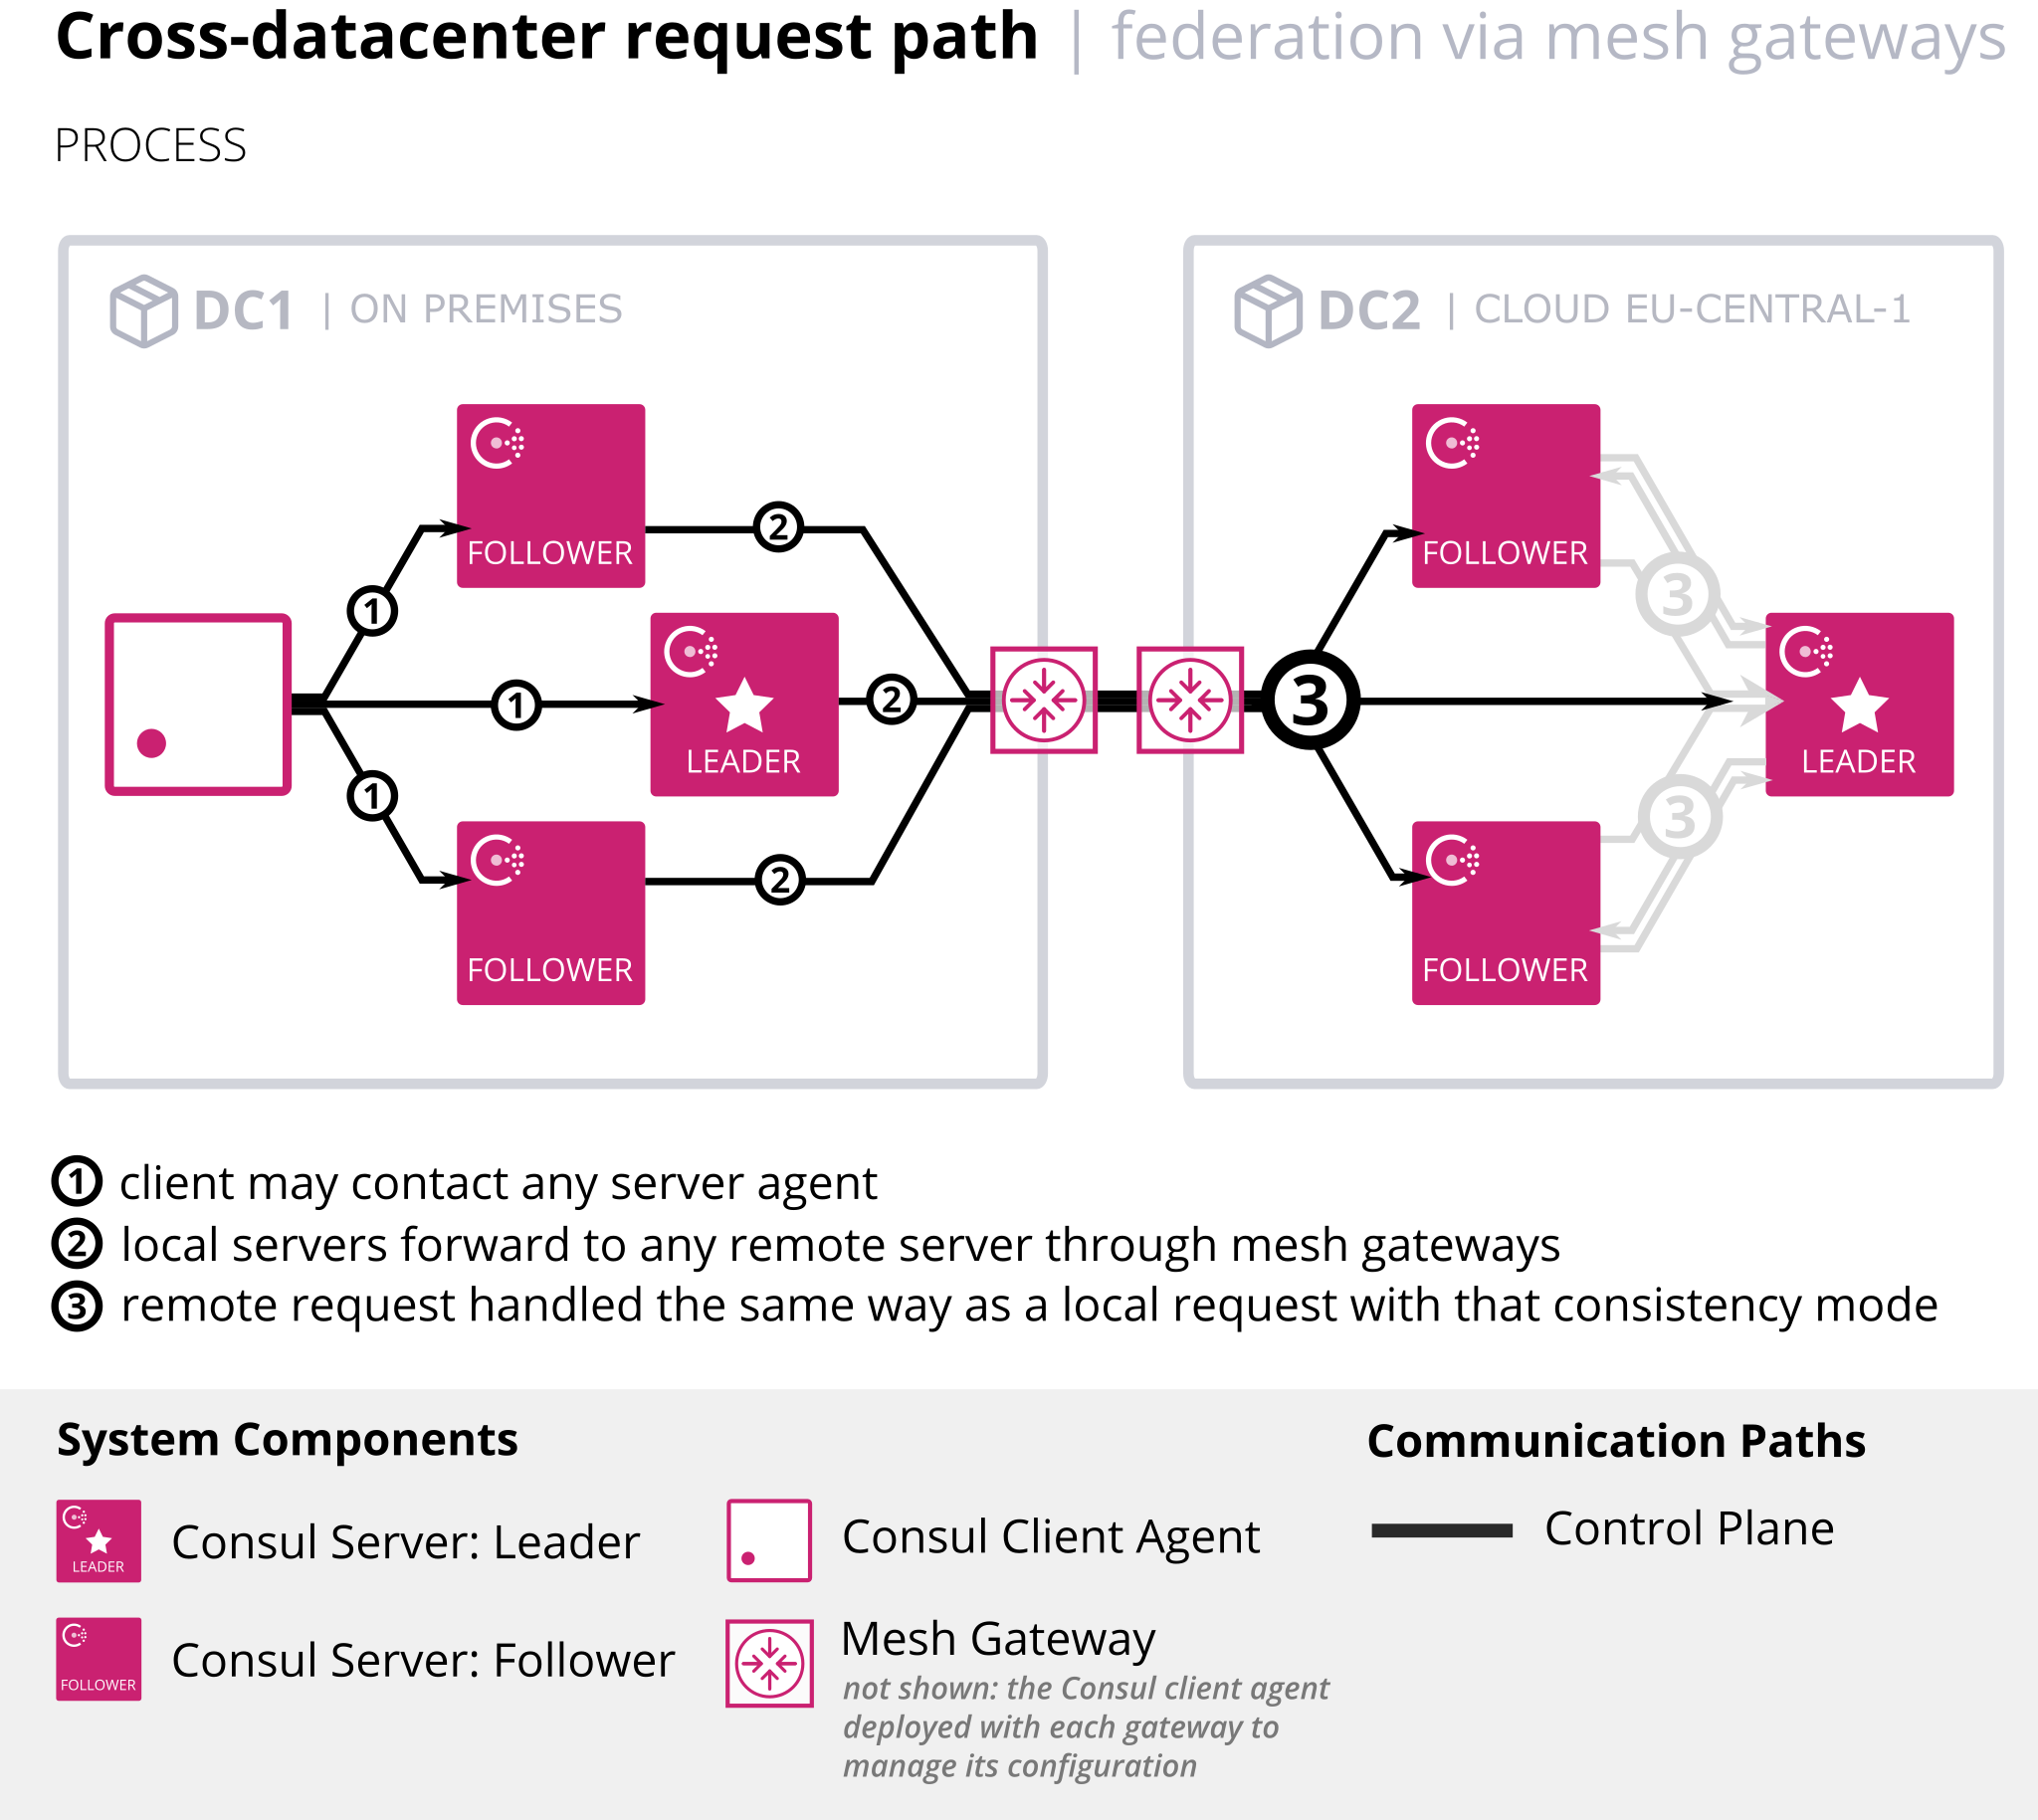 Cross-datacenter request path | federation via mesh gateways
PROCESS
DC1 | ON PREMISES
DC2 | CLOUD EU-CENTRAL-1
FOLLOWER
FOLLOWER
2
3
1
LEADER
LEADER
1
2
3
1
3
2
FOLLOWER
FOLLOWER
1 client may contact any server agent
2 local servers forward to any remote server through mesh gateways
3 remote request handled the same way as a local request with that consistency mode
System Components
Communication Paths
LEADER
Consul Server: Leader
Consul Client Agent
Control Plane
FOLLOWER
Consul Server: Follower
Mesh Gateway
not shown: the Consul client agent
deployed with each gateway to
manage its configuration